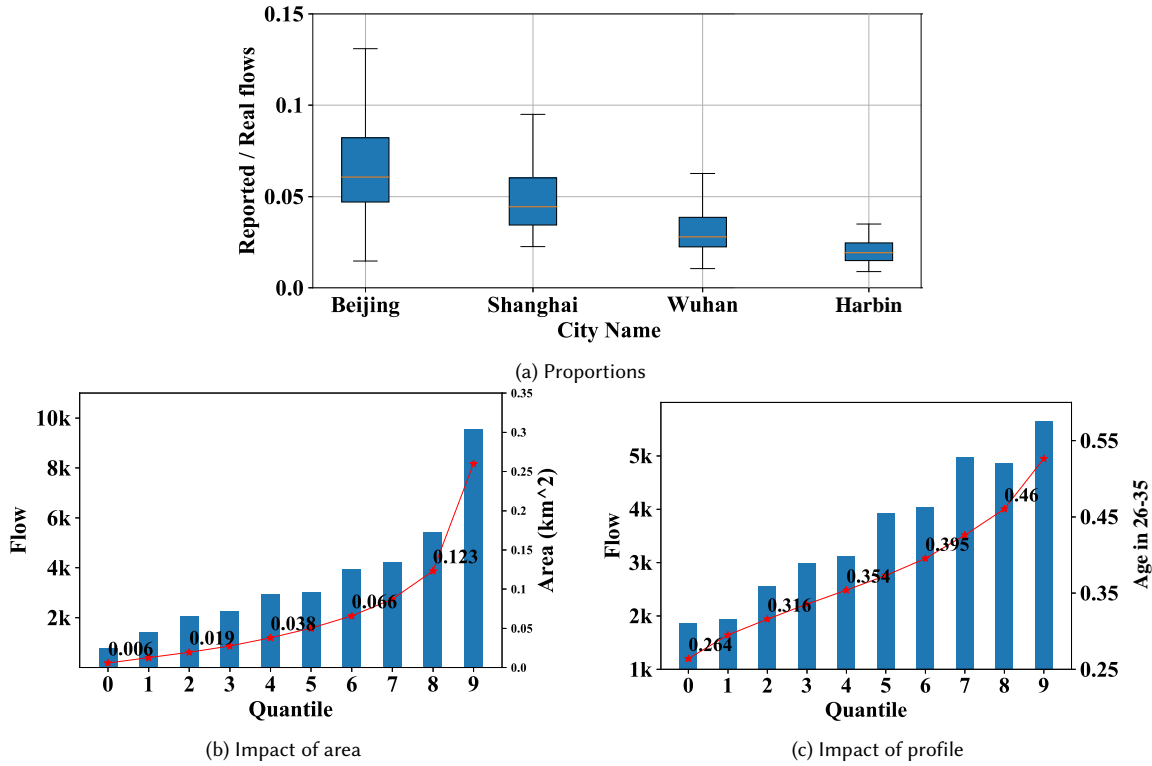 0.15
0.1
0.05
0.0
Reported / Real flows
Beijing Shanghai Wuhan Harbin
City Name
(a) Proportions
10k
8k
6k
4k
2k
Flow
0.006 0.019 0.038 0.066 0.123
0.35
0.3
0.25
0.2
0.15
0.1
0.05
0.0
Area (km^2)
0 1 2 3 4 5 6 7 8 9
Quantile
(b) Impact of area
5k
4k
3k
2k
1k
Flow
0.264 0.316 0.354 0.395 0.46
0.55
0.45
0.35
0.25
Age in 26-35
0 1 2 3 4 5 6 7 8 9
Quantile
(c) Impact of profile